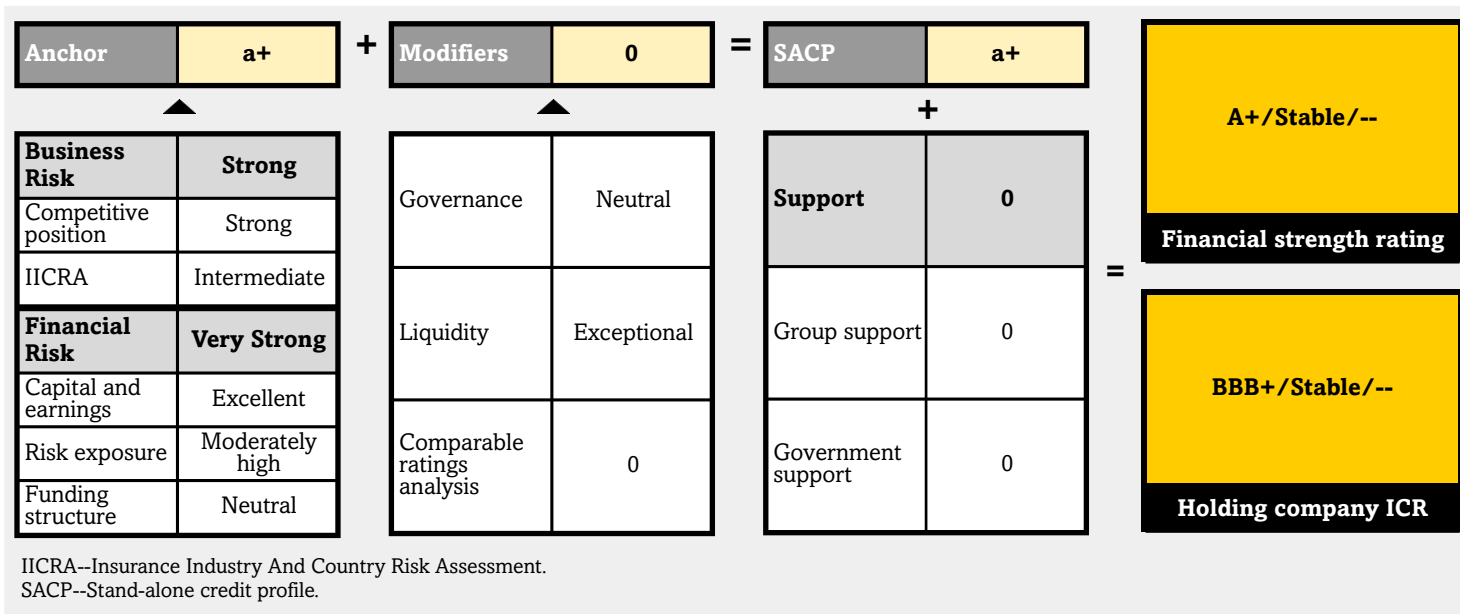 Anchor a+ + Modifiers 0 = SACP a+
+
Business
Risk
Strong
Competitive
position
Strong
IICRA Intermediate
Financial
Risk
Very Strong
Capital and
earnings
Excellent
Risk exposure
Moderately
high
Funding
structure
Neutral
Governance Neutral
Liquidity Exceptional
Comparable
ratings
analysis
0
Support 0
Group support 0
Government
support
0
=
A+/Stable/--
Financial strength rating
BBB+/Stable/--
Holding company ICR
IICRA--Insurance Industry And Country Risk Assessment.
SACP--Stand-alone credit profile.